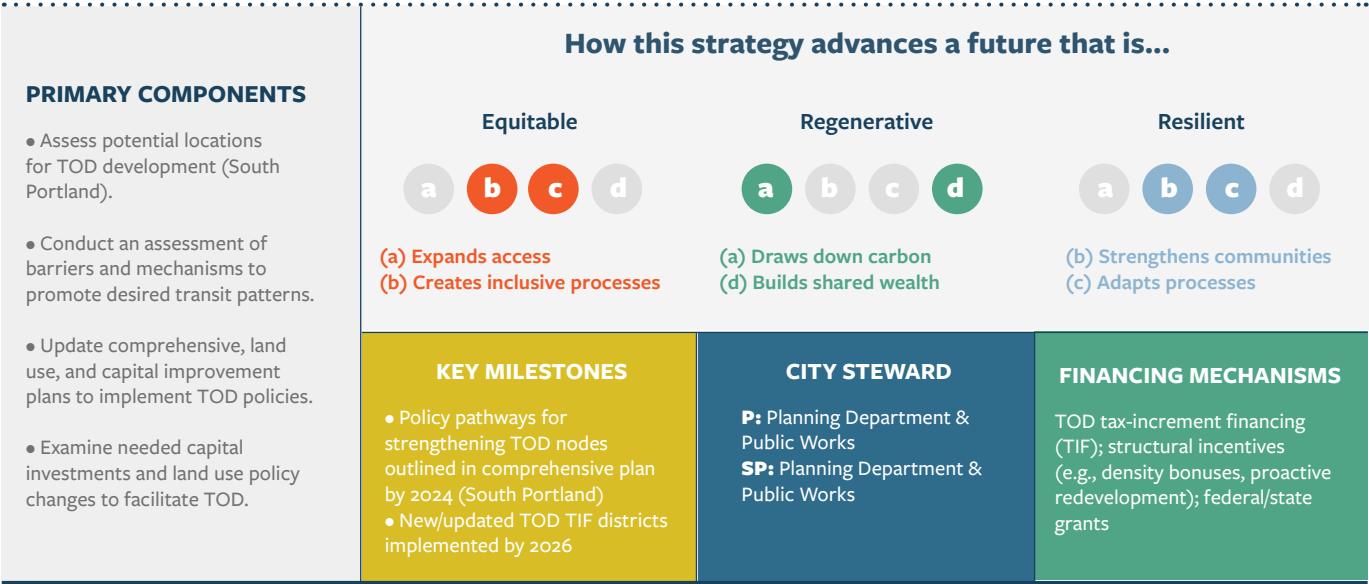 PRIMARY COMPONENTS
• Assess potential locations
for TOD development (South
Portland).
• Conduct an assessment of
barriers and mechanisms to
promote desired transit patterns.
• Update comprehensive, land
use, and capital improvement
plans to implement TOD policies.
• Examine needed capital
investments and land use policy
changes to facilitate TOD.
How this strategy advances a future that is...
Equitable
a b c d
(a) Expands access
(b) Creates inclusive processes
Regenerative
a b c d
(a) Draws down carbon
(d) Builds shared wealth
Resilient
a b c d
(b) Strengthens communities
(c) Adapts processes
KEY MILESTONES
• Policy pathways for
strengthening TOD nodes
outlined in comprehensive plan
by 2024 (South Portland)
• New/updated TOD TIF districts
implemented by 2026
CITY STEWARD
P: Planning Department &
Public Works
SP: Planning Department &
Public Works
FINANCING MECHANISMS
TOD tax-increment financing
(TIF); structural incentives
(e.g., density bonuses, proactive
redevelopment); federal/state
grants